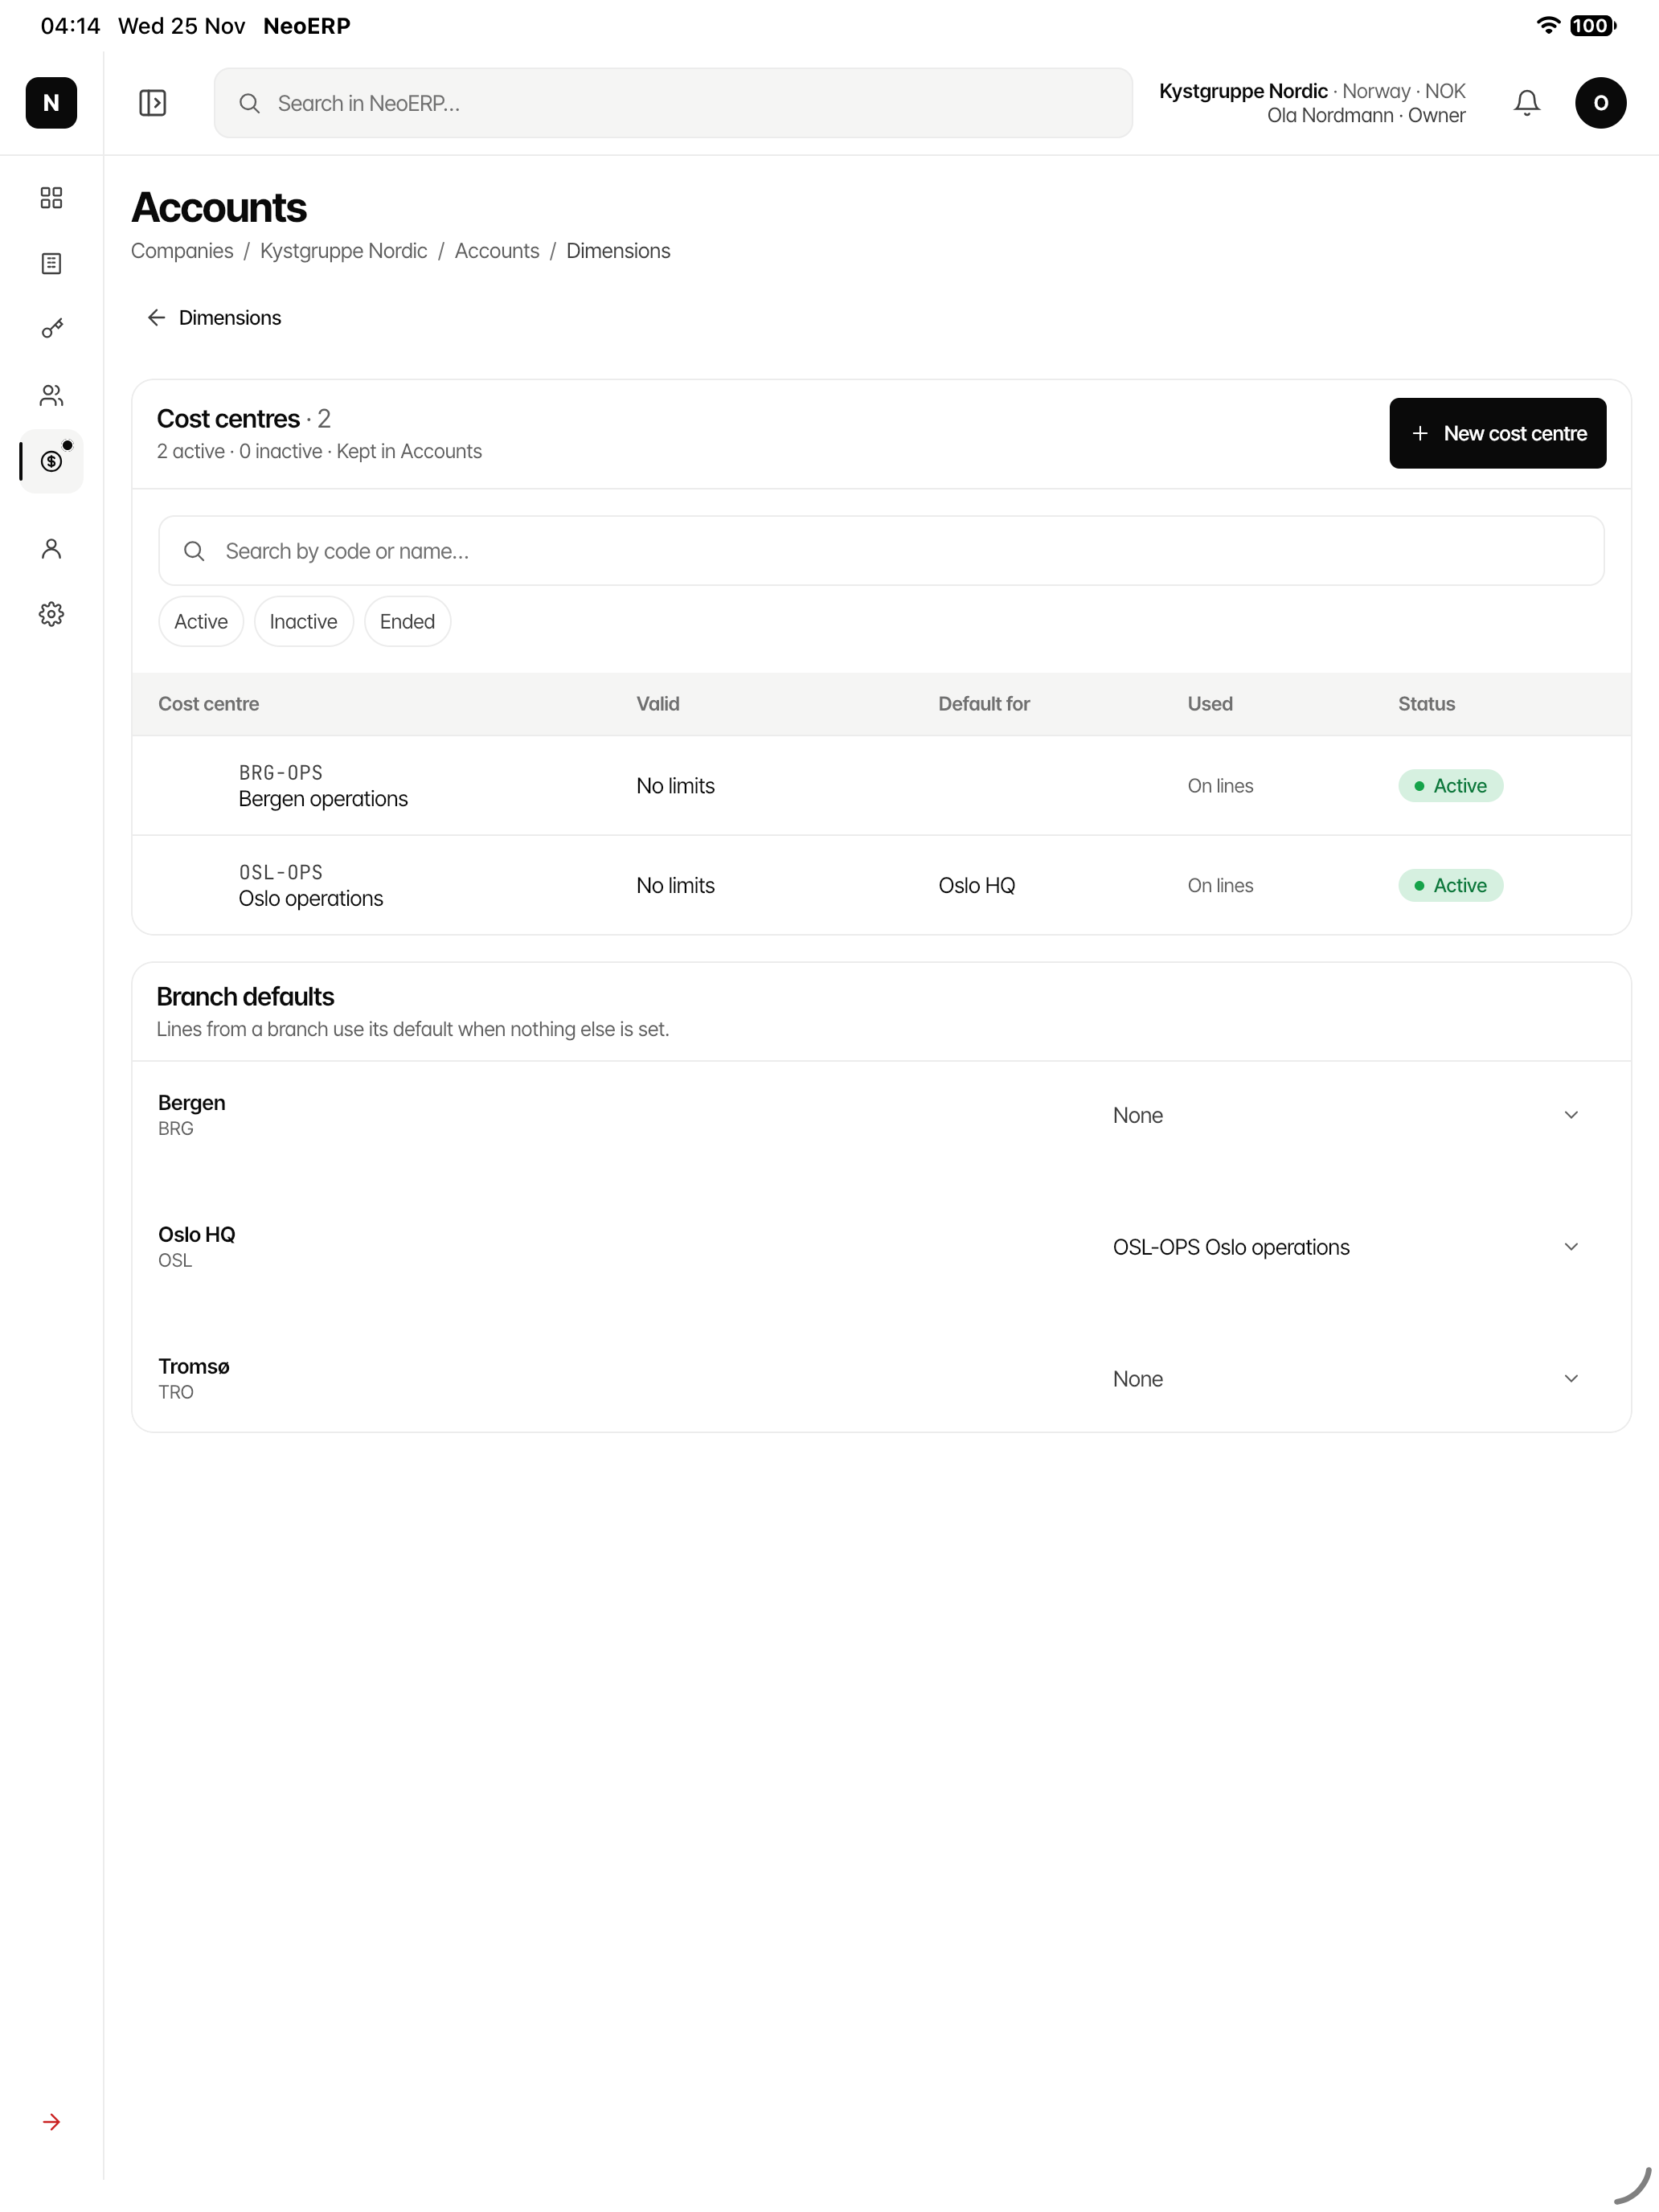 04:14 Wed 25 Nov NeoERP
100
N
Search in NeoERP...
Kystgruppe Nordic · Norway · NOK
Ola Nordmann · Owner
O
Accounts
Companies / Kystgruppe Nordic / Accounts / Dimensions
Dimensions
Cost centres · 2
2 active · 0 inactive · Kept in Accounts
New cost centre
Search by code or name...
Active Inactive Ended
Cost centre Valid Default for Used Status
BRG-OPS
Bergen operations No limits On lines Active
OSL-OPS
Oslo operations No limits Oslo HQ On lines Active
Branch defaults
Lines from a branch use its default when nothing else is set.
Bergen
BRG
None
Oslo HQ
OSL
OSL-OPS Oslo operations
Tromsø
TRO
None